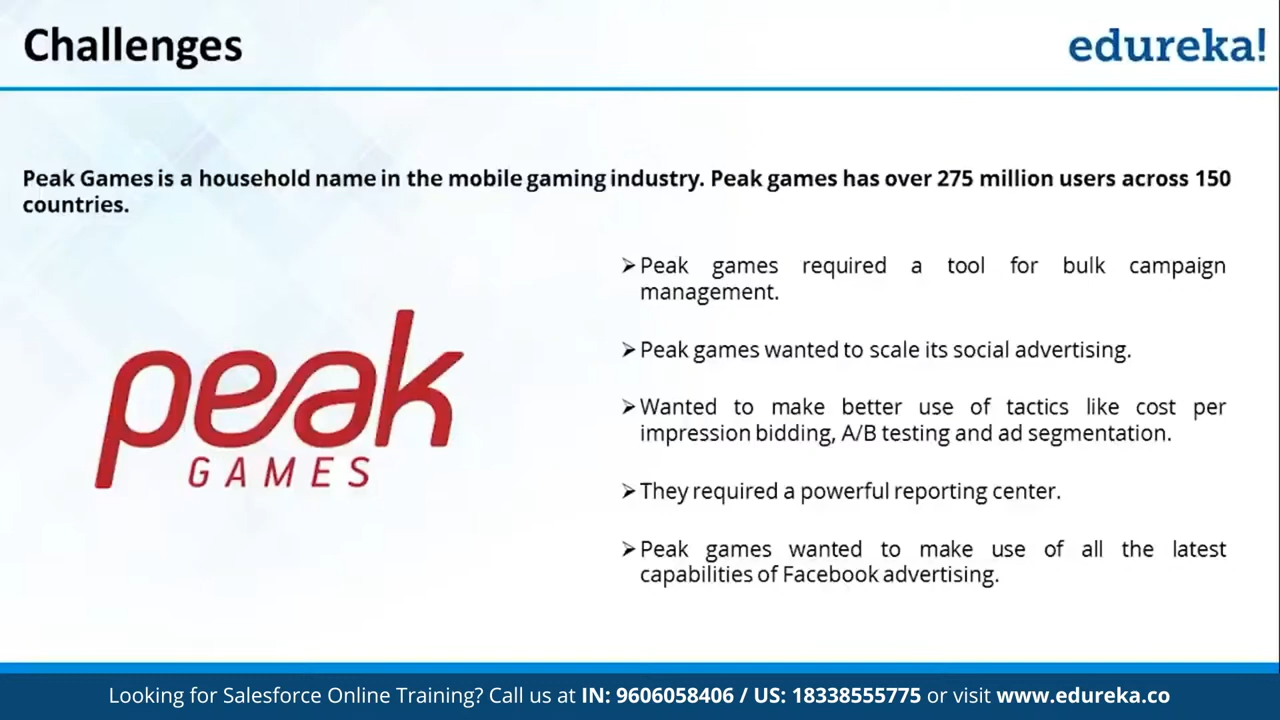 Challenges
edureka!
Peak Games is a household name in the mobile gaming industry. Peak games has over 275 million users across 150
countries.
➢Peak games required a tool for bulk campaign
management.
➢Peak games wanted to scale its social advertising.
➢Wanted to make better use of tactics like cost per
impression bidding, A/B testing and ad segmentation.
➢They required a powerful reporting center.
➢Peak games wanted to make use of all the latest
capabilities of Facebook advertising.
peak
GAMES
Looking for Salesforce Online Training? Call us at IN: 9606058406 / US: 18338555775 or visit www.edureka.co